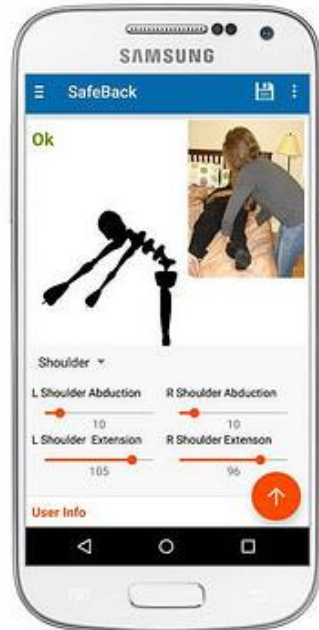 SAMSUNG
SafeBack
Ok
Shoulder
L Shoulder Abduction R Shoulder Abduction
10 10
L Shoulder Extension R Shoulder Extenson
105 96
User Info